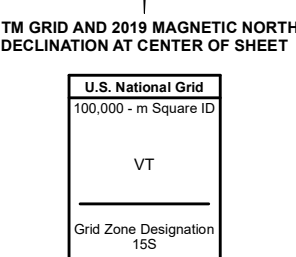 TM GRID AND 2019 MAGNETIC NORTH
DECLINATION AT CENTER OF SHEET
U.S. National Grid
100,000 - m Square ID
VT
Grid Zone Designation
15S